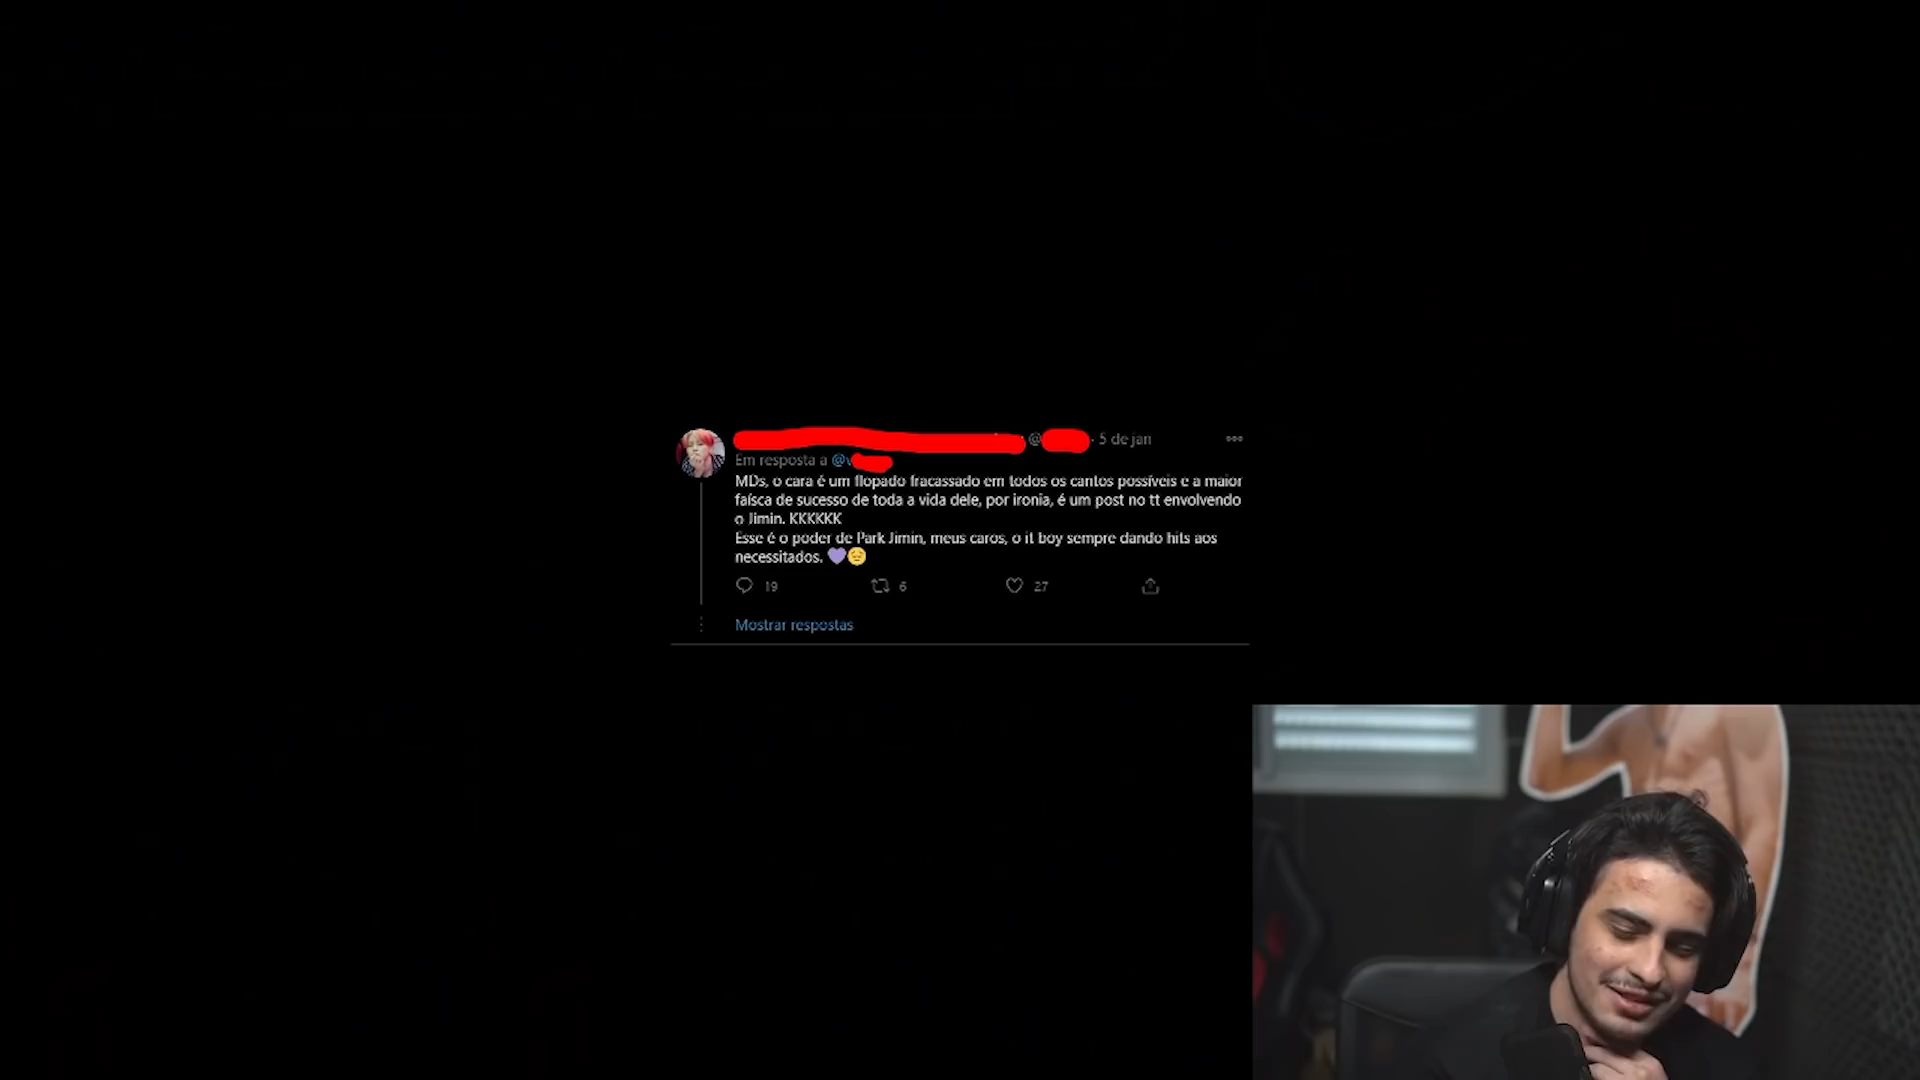 @ · 5 de jan
Em resposta a @v
MDs, o cara é um flopado fracassado em todos os cantos possíveis e a maior
faísca de sucesso de toda a vida dele, por ironia, é um post no tt envolvendo
o Jimin. KKKKKK
Esse é o poder de Park Jimin, meus caros, o it boy sempre dando hits aos
necessitados. 💜😔
19 6 27
Mostrar respostas